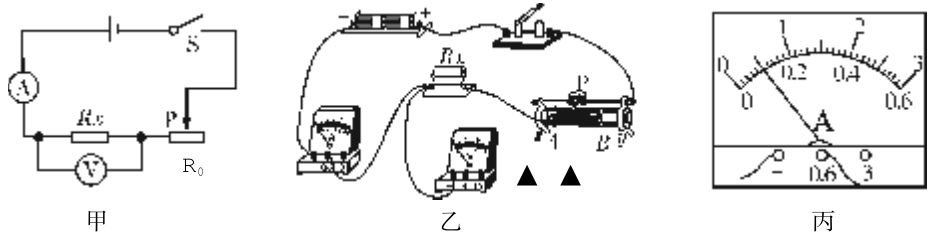 S
A
Rx
P
V
R₀
甲
- +
Rx
P
A
B
乙
0 1 2 3
0 0.2 0.4 0.6
A
- 0.6 3
丙